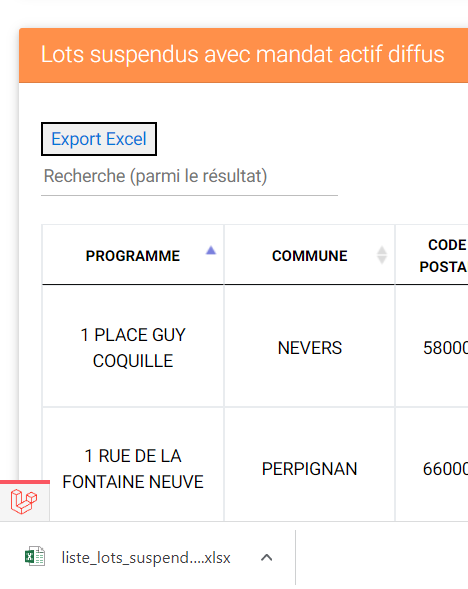 Lots suspendus avec mandat actif diffus
Export Excel
Recherche (parmi le résultat)
PROGRAMME
COMMUNE
CODE
POSTA
1 PLACE GUY
COQUILLE
NEVERS
58000
1 RUE DE LA
FONTAINE NEUVE
PERPIGNAN
66000
liste_lots_suspend....xlsx